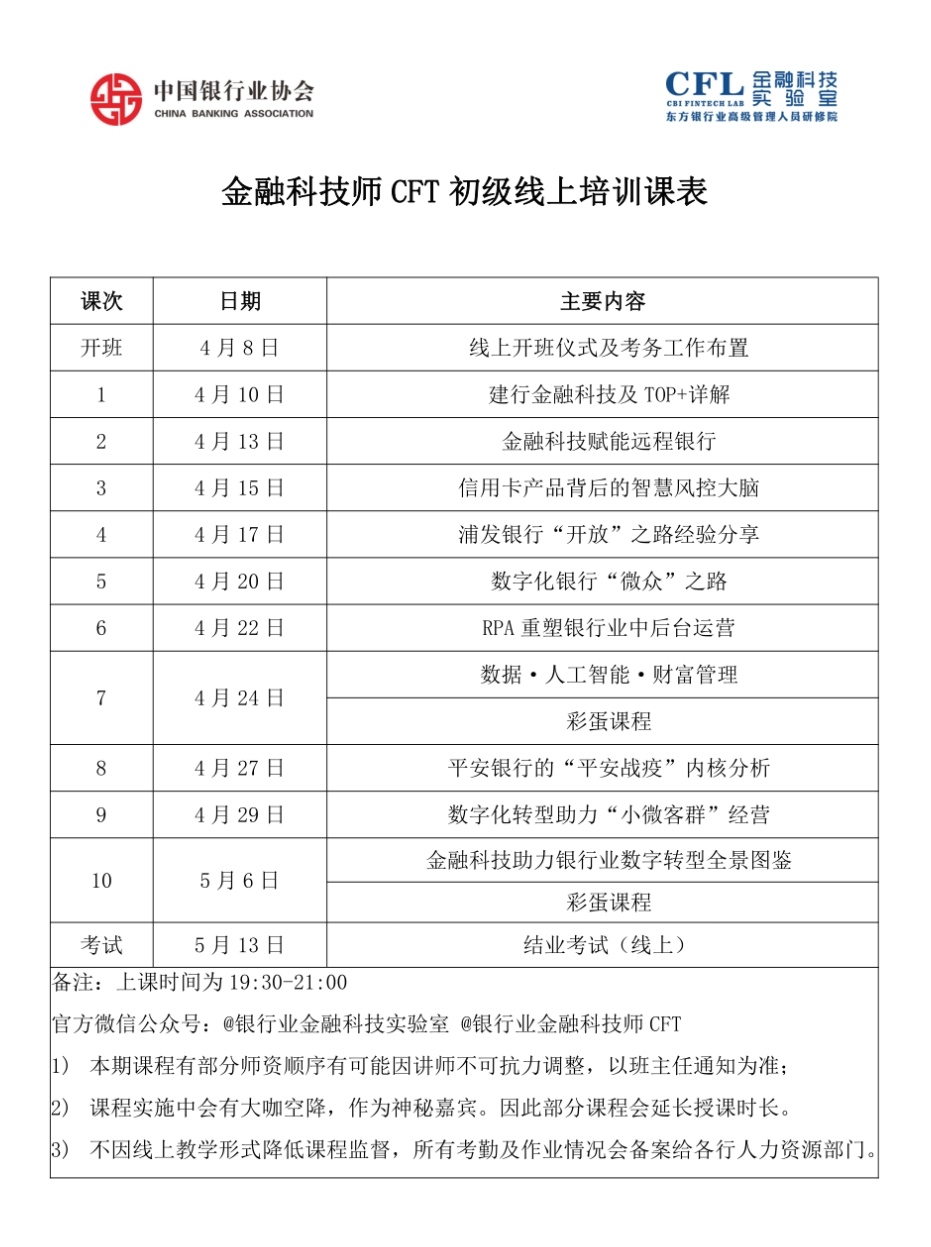 中国银行业协会
CHINA BANKING ASSOCIATION
CFL 金融科技实验室
CBI FINTECH LAB
东方银行业高级管理人员研修院
金融科技师 CFT 初级线上培训课表
课次 日期 主要内容
开班 4 月 8 日 线上开班仪式及考务工作布置
1 4 月 10 日 建行金融科技及 TOP+详解
2 4 月 13 日 金融科技赋能远程银行
3 4 月 15 日 信用卡产品背后的智慧风控大脑
4 4 月 17 日 浦发银行“开放”之路经验分享
5 4 月 20 日 数字化银行“微众”之路
6 4 月 22 日 RPA 重塑银行业中后台运营
7 4 月 24 日 数据·人工智能·财富管理
彩蛋课程
8 4 月 27 日 平安银行的“平安战疫”内核分析
9 4 月 29 日 数字化转型助力“小微客群”经营
10 5 月 6 日 金融科技助力银行业数字转型全景图鉴
彩蛋课程
考试 5 月 13 日 结业考试（线上）
备注：上课时间为 19:30-21:00
官方微信公众号：@银行业金融科技实验室 @银行业金融科技师 CFT
1） 本期课程有部分师资顺序有可能因讲师不可抗力调整，以班主任通知为准；
2） 课程实施中会有大咖空降，作为神秘嘉宾。因此部分课程会延长授课时长。
3） 不因线上教学形式降低课程监督，所有考勤及作业情况会备案给各行人力资源部门。